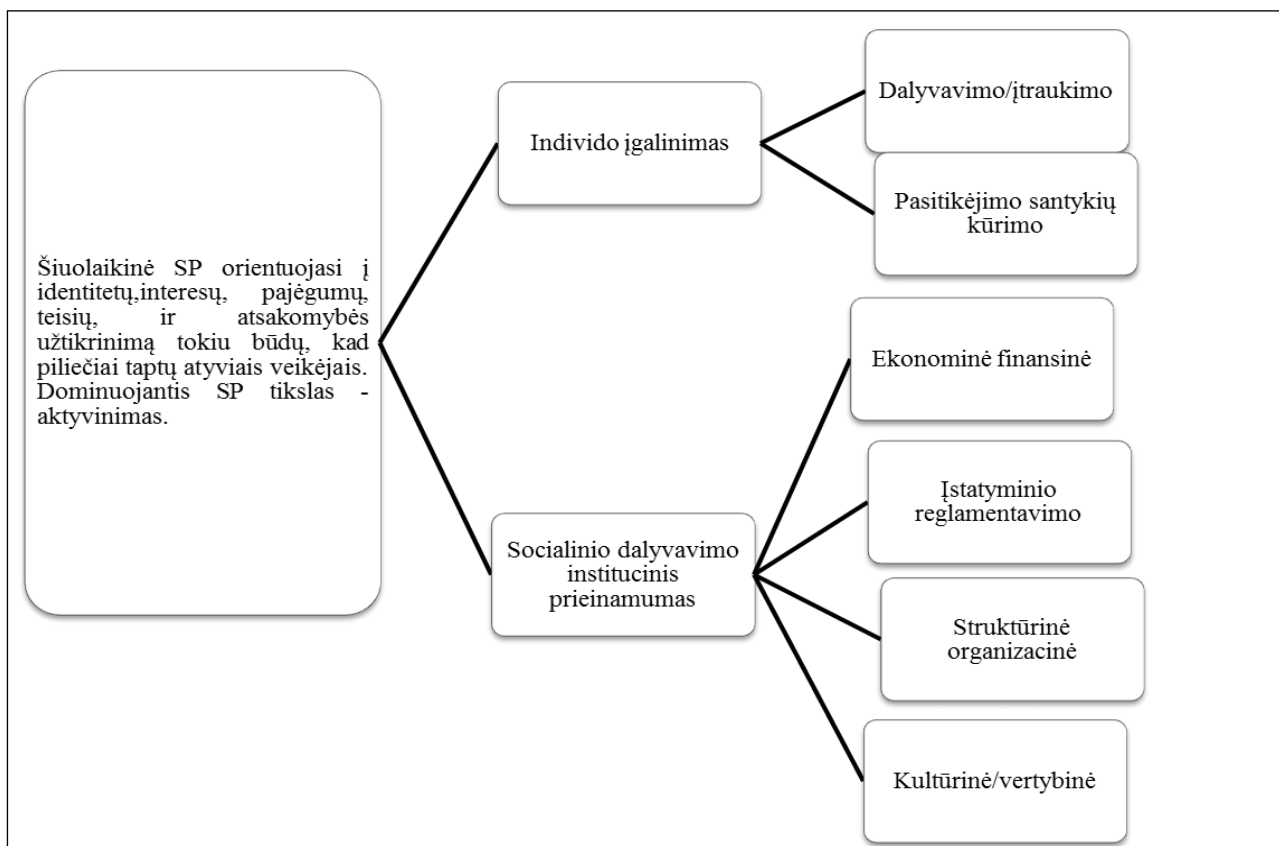 Šiuolaikinė SP orientuojasi į
identitetų,interesų, pajėgumų,
teisių, ir atsakomybės
užtikrinimą tokiu būdų, kad
piliečiai taptų atyviais veikėjais.
Dominuojantis SP tikslas -
aktyvinimas.
Individo įgalinimas
Dalyvavimo/įtraukimo
Pasitikėjimo santykių
kūrimo
Socialinio dalyvavimo
institucinis
prieinamumas
Ekonominė finansinė
Įstatyminio
reglamentavimo
Struktūrinė
organizacinė
Kultūrinė/vertybinė